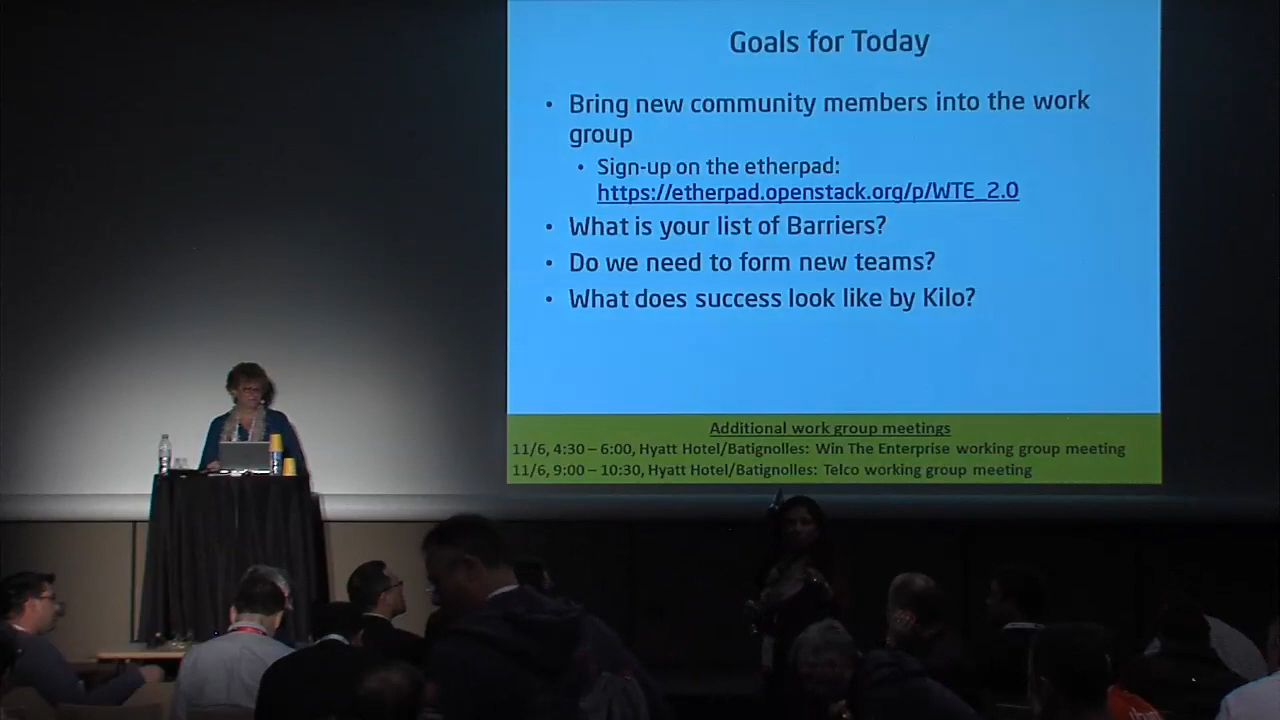 Goals for Today
• Bring new community members into the work
group
• Sign-up on the etherpad:
https://etherpad.openstack.org/p/WTE_2.0
• What is your list of Barriers?
• Do we need to form new teams?
• What does success look like by Kilo?
Additional work group meetings
11/6, 4:30 – 6:00, Hyatt Hotel/Batignolles: Win The Enterprise working group meeting
11/6, 9:00 – 10:30, Hyatt Hotel/Batignolles: Telco working group meeting